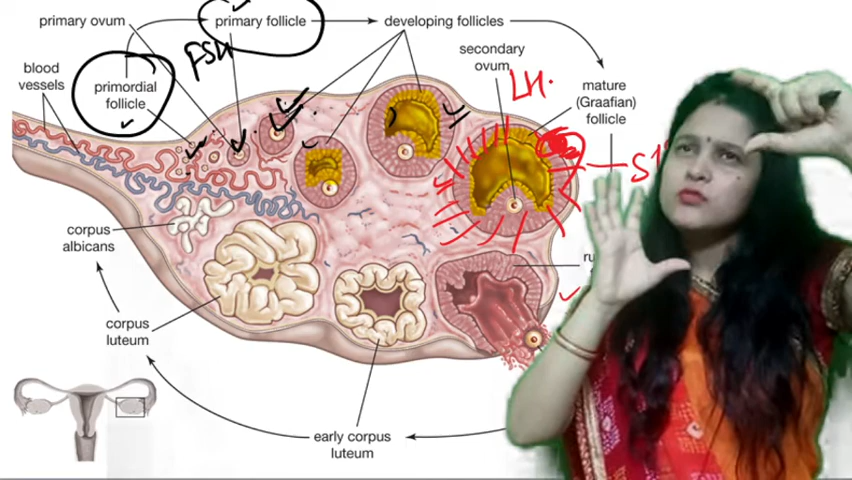 primary ovum
primary follicle
developing follicles
FSH
secondary
ovum
LH.
blood
vessels
primordial
follicle
mature
(Graafian)
follicle
corpus
albicans
corpus
luteum
early corpus
luteum